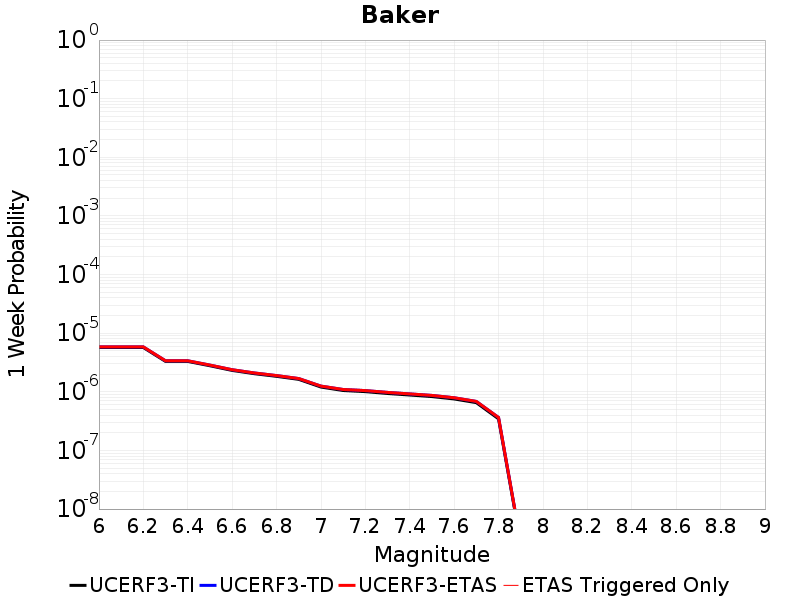 Baker
1 Week Probability
10^0
10^-1
10^-2
10^-3
10^-4
10^-5
10^-6
10^-7
10^-8
6 6.2 6.4 6.6 6.8 7 7.2 7.4 7.6 7.8 8 8.2 8.4 8.6 8.8 9
Magnitude
UCERF3-TI UCERF3-TD UCERF3-ETAS ETAS Triggered Only